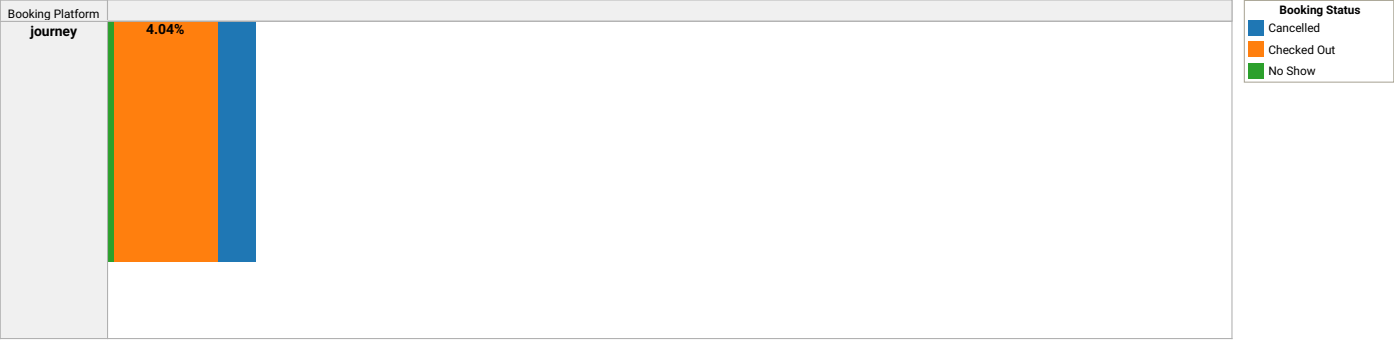 Booking Platform
journey
4.04%
Booking Status
Cancelled
Checked Out
No Show